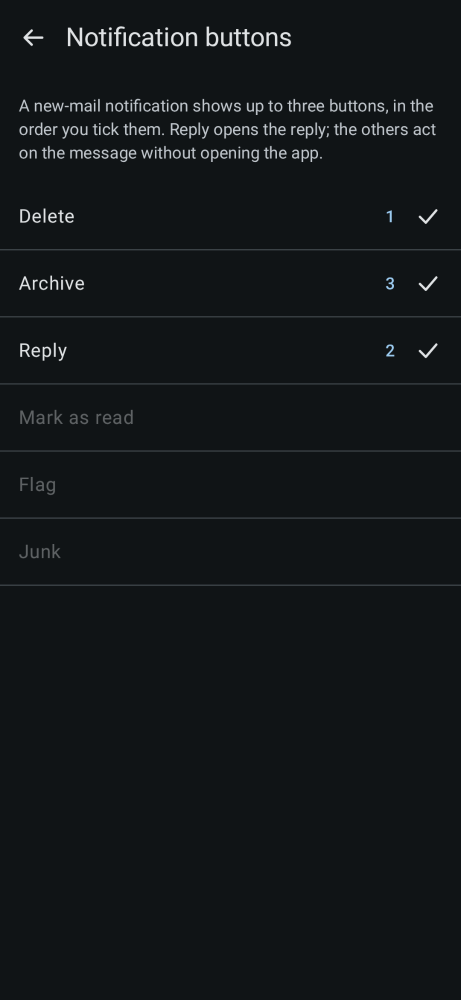 Notification buttons
A new-mail notification shows up to three buttons, in the
order you tick them. Reply opens the reply; the others act
on the message without opening the app.
Delete 1
Archive 3
Reply 2
Mark as read
Flag
Junk